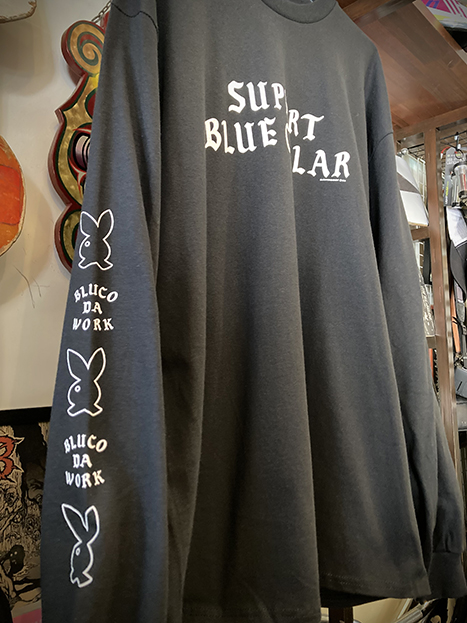 SUP RT
BLUE LAR
BLUCO
DA
WORK
BLUCO
DA
WORK